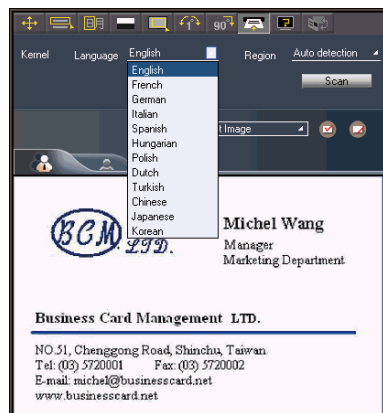 90°
Kernel Language English Region Auto detection
Scan
English
French
German
Italian
Spanish
Hungarian
Polish
Dutch
Turkish
Chinese
Japanese
Korean
t Image
BCM
LTD.
Michel Wang
Manager
Marketing Department
Business Card Management LTD.
NO.51, Chenggong Road, Shinchu, Taiwan
Tel: (03) 5720001 Fax: (03) 5720002
E-mail: michel@businesscard.net
www.businesscard.net